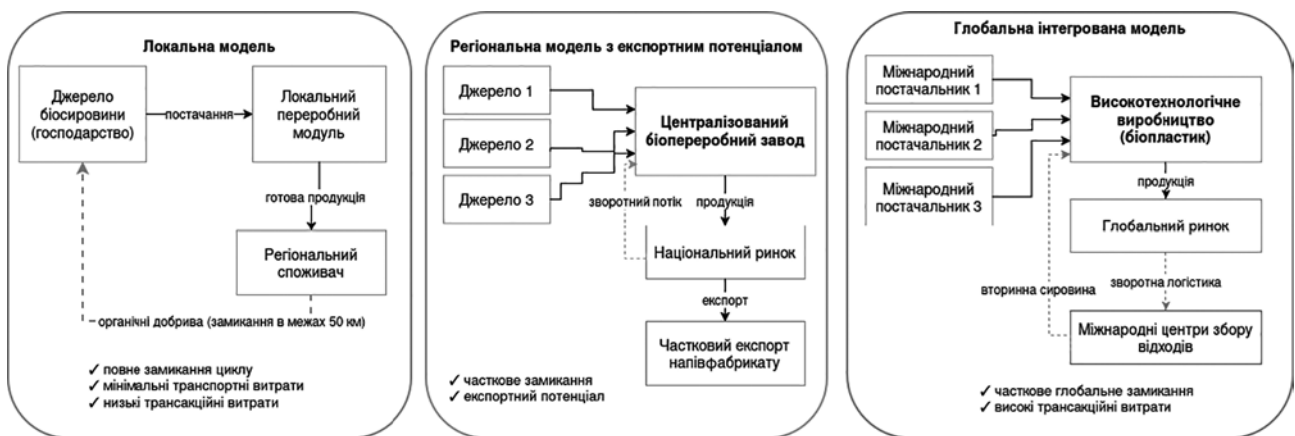 Локальна модель
Джерело
біосировини
(господарство)
постачання
Локальний
переробний
модуль
готова продукція
Регіональний
споживач
органічні добрива (замикання в межах 50 км)
✓ повне замикання циклу
✓ мінімальні транспортні витрати
✓ низькі трансакційні витрати
Регіональна модель з експортним потенціалом
Джерело 1
Джерело 2
Джерело 3
Централізований
біопереробний завод
зворотний потік
продукція
Національний ринок
експорт
Частковий експорт
напівфабрикату
✓ часткове замикання
✓ експортний потенціал
Глобальна інтегрована модель
Міжнародний
постачальник 1
Міжнародний
постачальник 2
Міжнародний
постачальник 3
Високотехнологічне
виробництво
(біопластик)
продукція
Глобальний ринок
вторинна сировина
зворотна логістика
Міжнародні центри збору
відходів
✓ часткове глобальне замикання
✓ високі трансакційні витрати